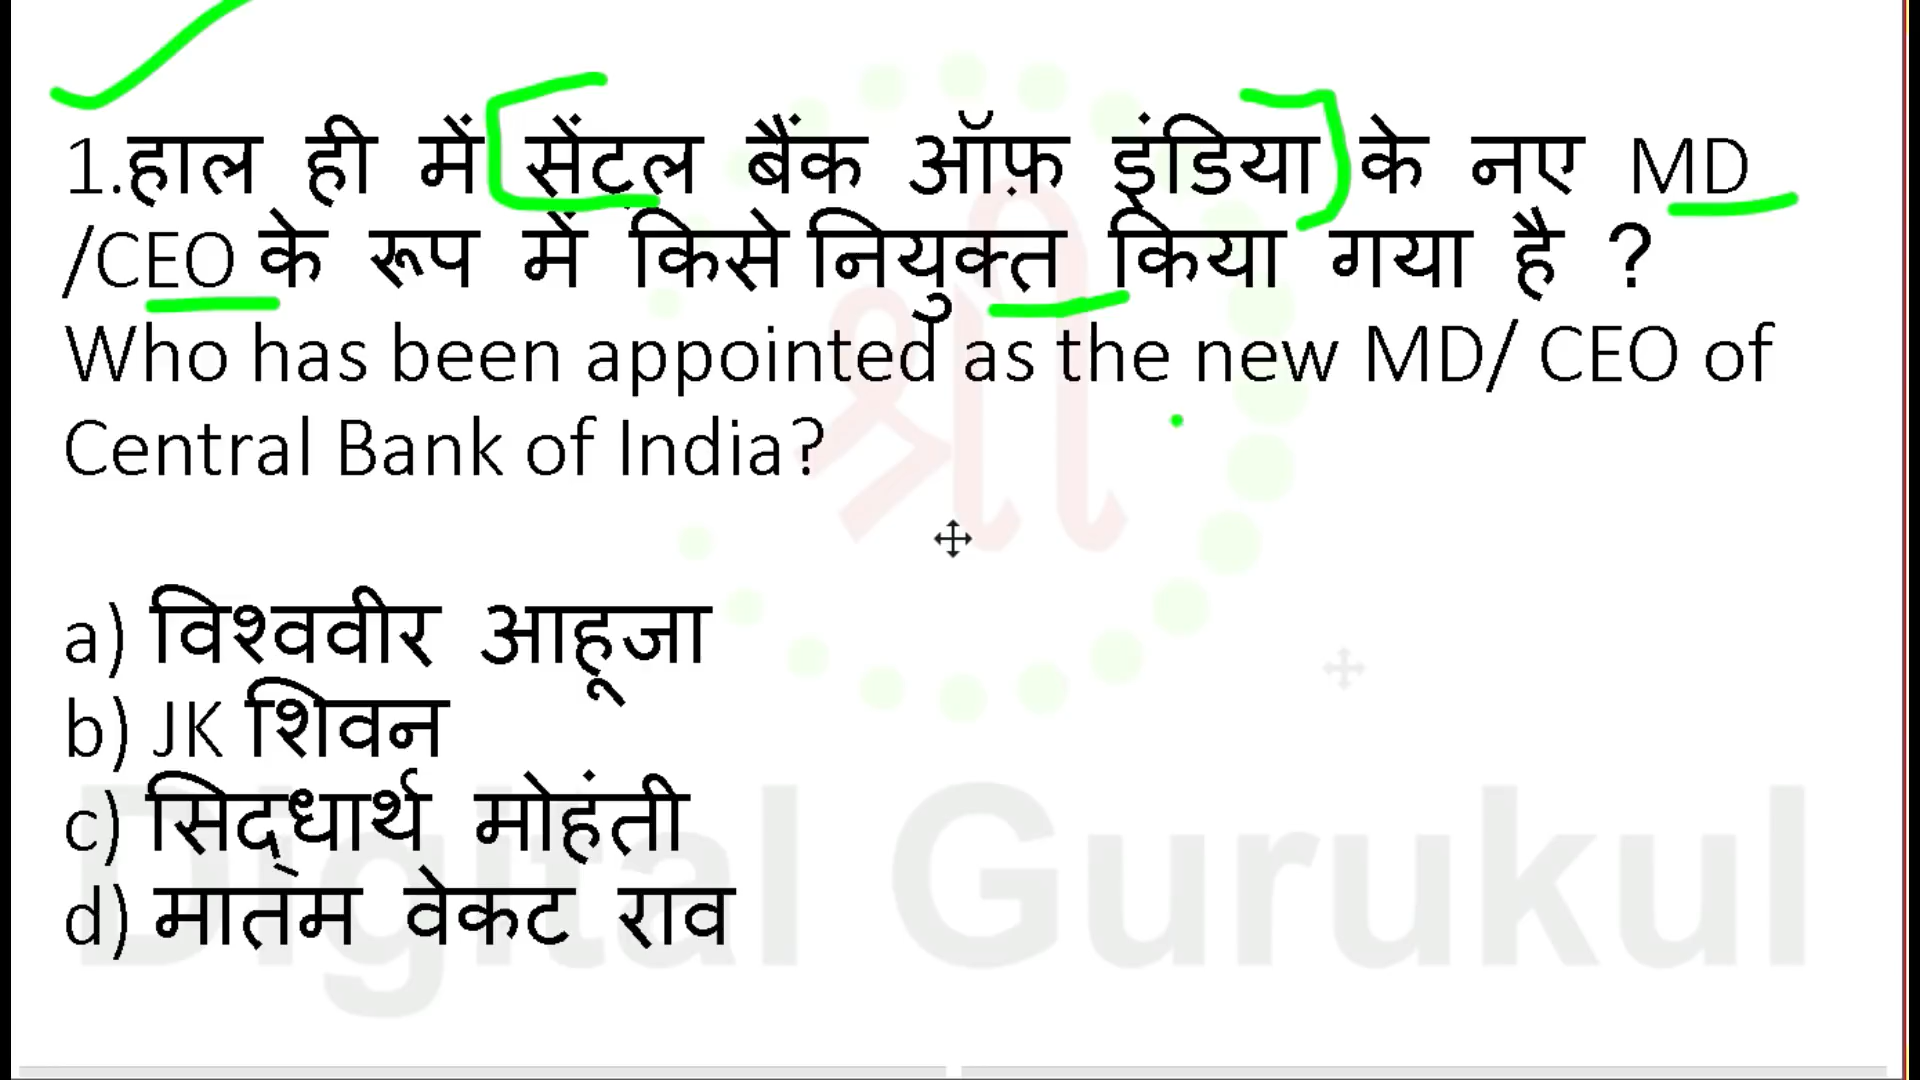 1.हाल ही में सेंटल बैंक ऑफ़ इंडिया के नए MD
/CEO के रूप में किसे नियुक्त किया गया है ?
Who has been appointed as the new MD/ CEO of
Central Bank of India?
a) विश्ववीर आहूजा
b) JK शिवन
c) सिद्धार्थ मोहंती
d) मातम वेकट राव
श्री
Digital Gurukul